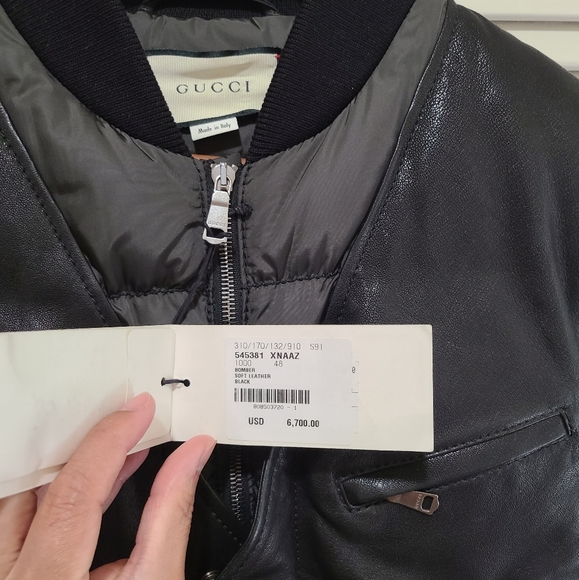 GUCCI
Made in Italy
310/170/132/910 S91
545381 XNAAZ
1000 48
BOMBER
SOFT LEATHER
BLACK
USD 6,700.00